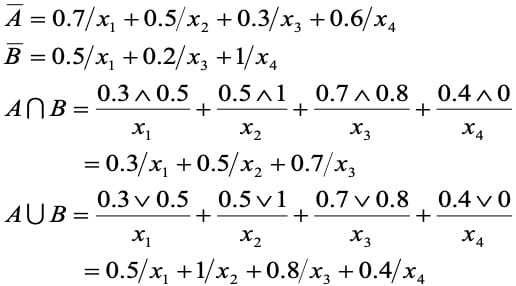 A̅ = 0.7/x₁ + 0.5/x₂ + 0.3/x₃ + 0.6/x₄
B̅ = 0.5/x₁ + 0.2/x₃ + 1/x₄
A⋂B = (0.3∧0.5)/x₁ + (0.5∧1)/x₂ + (0.7∧0.8)/x₃ + (0.4∧0)/x₄
= 0.3/x₁ + 0.5/x₂ + 0.7/x₃
A⋃B = (0.3∨0.5)/x₁ + (0.5∨1)/x₂ + (0.7∨0.8)/x₃ + (0.4∨0)/x₄
= 0.5/x₁ + 1/x₂ + 0.8/x₃ + 0.4/x₄